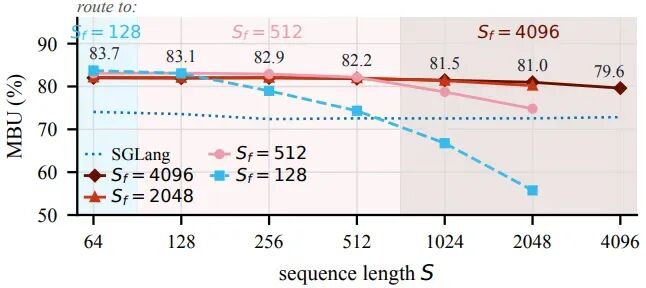 route to:
S_f = 128 S_f = 512 S_f = 4096
83.7 83.1 82.9 82.2 81.5 81.0 79.6
90
80
70
60
50
MBU (%)
SGLang
S_f = 4096
S_f = 2048
S_f = 512
S_f = 128
64 128 256 512 1024 2048 4096
sequence length S